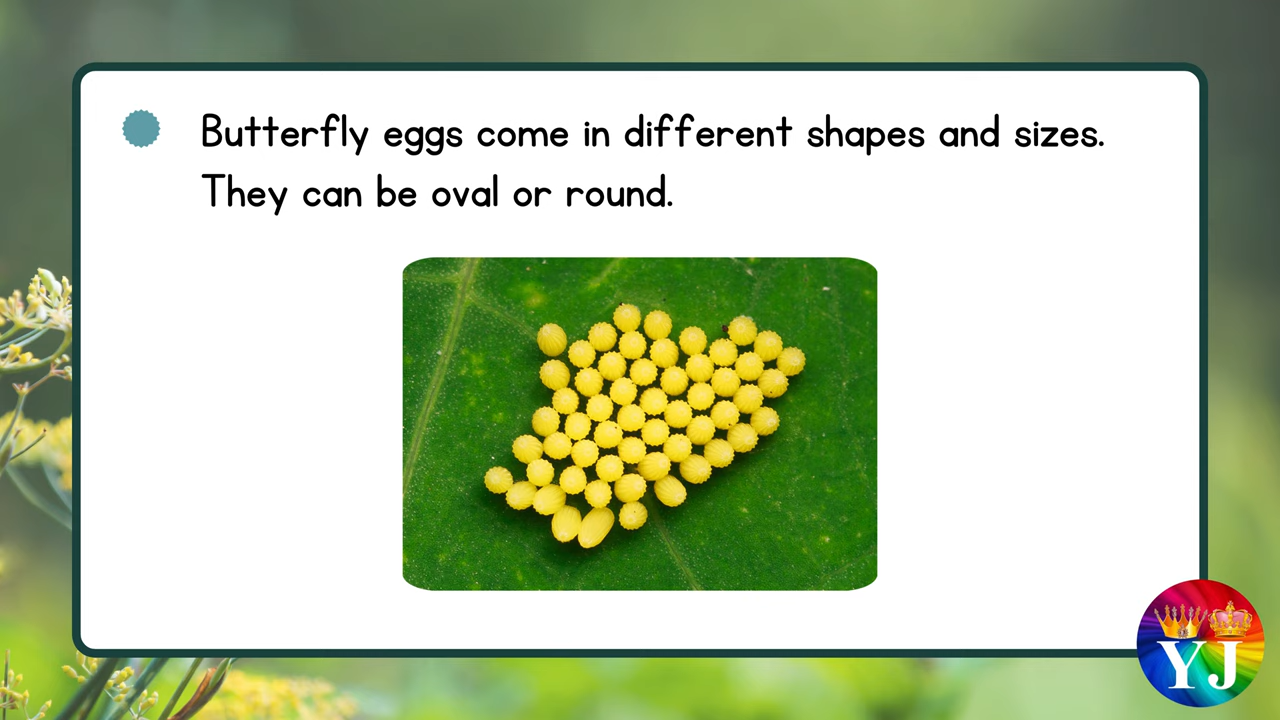 Butterfly eggs come in different shapes and sizes.
They can be oval or round.
YJ